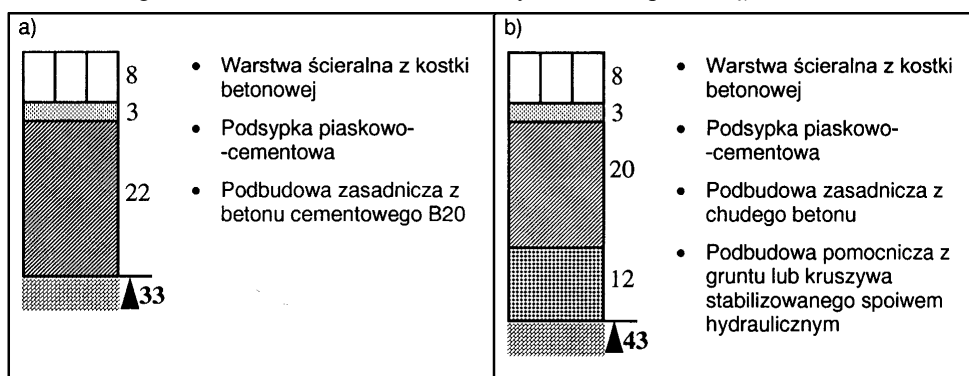 a)
8
3
22
33
• Warstwa ścieralna z kostki
betonowej
• Podsypka piaskowo-
-cementowa
• Podbudowa zasadnicza z
betonu cementowego B20
b)
8
3
20
12
43
• Warstwa ścieralna z kostki
betonowej
• Podsypka piaskowo-
-cementowa
• Podbudowa zasadnicza z
chudego betonu
• Podbudowa pomocnicza z
gruntu lub kruszywa
stabilizowanego spoiwem
hydraulicznym